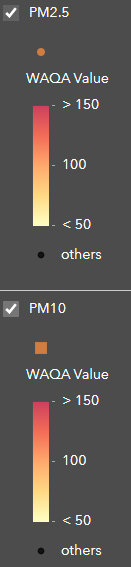 PM2.5
WAQA Value
> 150
100
< 50
others
PM10
WAQA Value
> 150
100
< 50
others